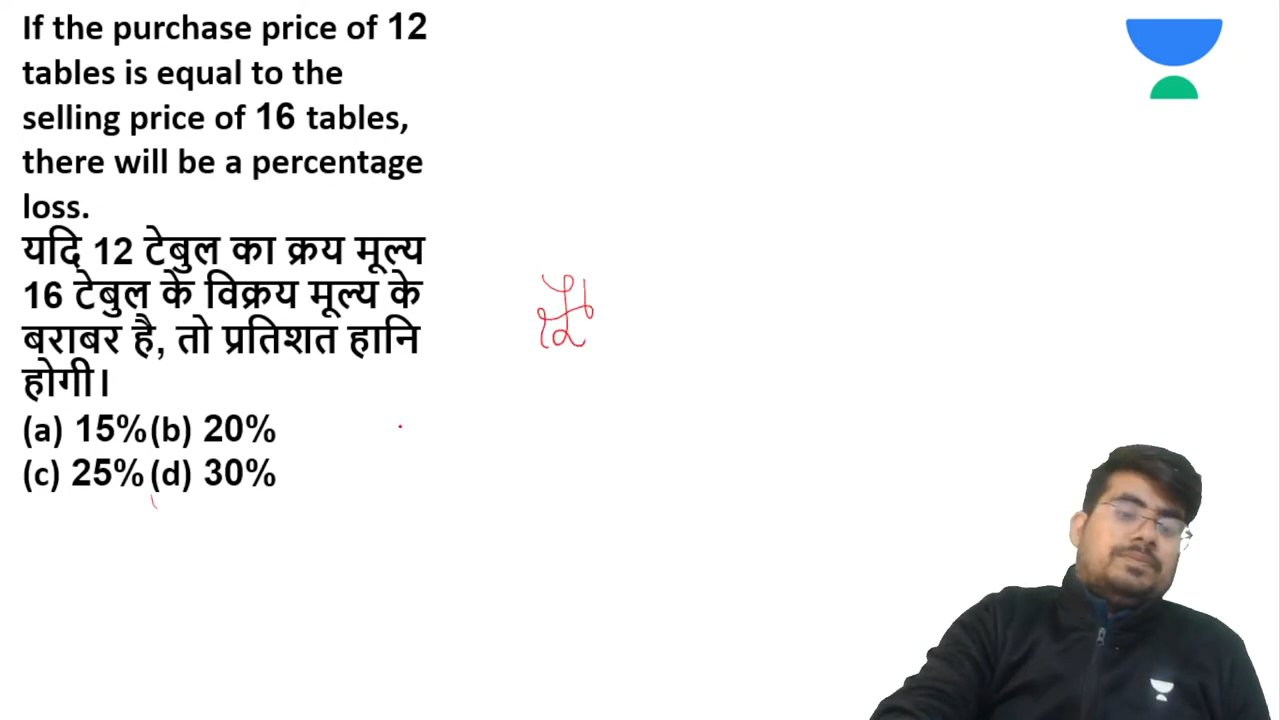 If the purchase price of 12
tables is equal to the
selling price of 16 tables,
there will be a percentage
loss.
यदि 12 टेबुल का क्रय मूल्य
16 टेबुल के विक्रय मूल्य के
बराबर है, तो प्रतिशत हानि
होगी।
(a) 15%(b) 20%
(c) 25%(d) 30%